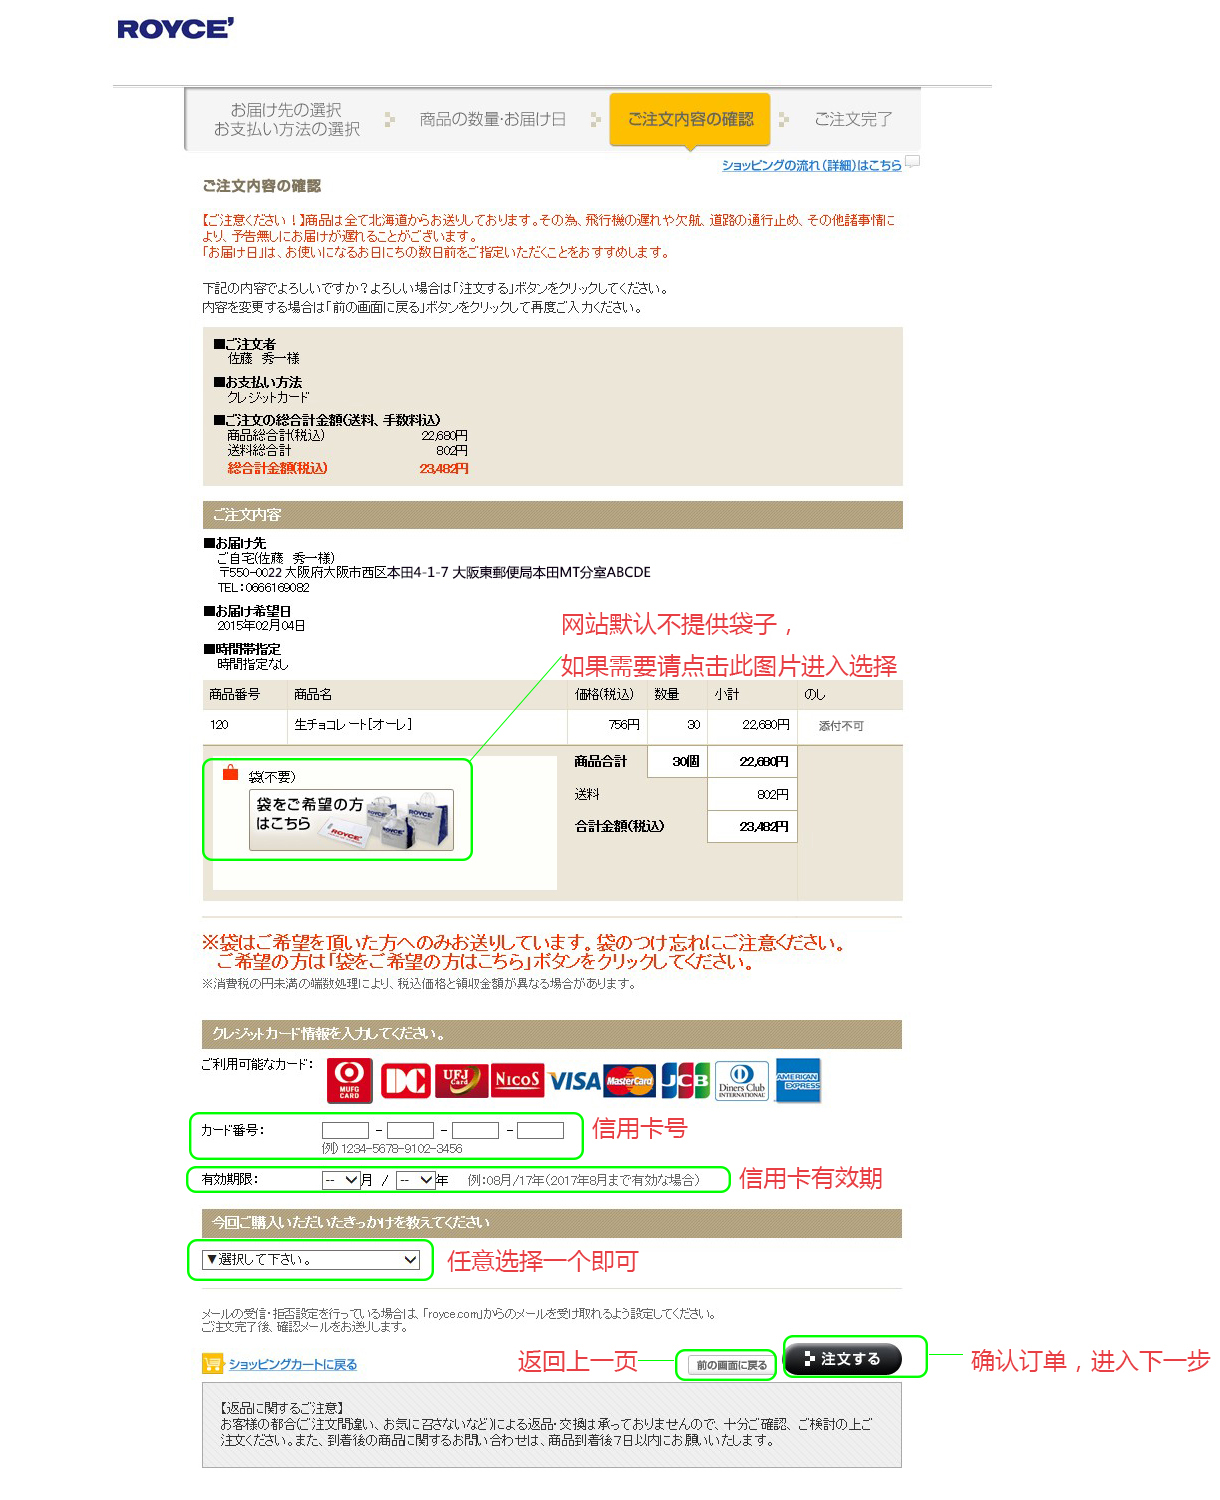 ROYCE'
お届け先の選択
お支払い方法の選択
商品の数量・お届け日
ご注文内容の確認
ご注文完了
ショッピングの流れ(詳細)はこちら
ご注文内容の確認
【ご注意ください！】商品は全て北海道からお送りしております。その為、飛行機の遅れや欠航、道路の通行止め、その他諸事情に
より、予告無しにお届けが遅れることがございます。
「お届け日」は、お使いになるお日にちの数日前をご指定いただくことをおすすめします。
下記の内容でよろしいですか？よろしい場合は「注文する」ボタンをクリックしてください。
内容を変更する場合は「前の画面に戻る」ボタンをクリックして再度ご入力ください。
■ご注文者
佐藤 秀一様
■お支払い方法
クレジットカード
■ご注文の総合計金額(送料、手数料込)
商品総合計(税込) 22,680円
送料総合計 802円
総合計金額(税込) 23,482円
ご注文内容
■お届け先
ご自宅(佐藤 秀一様)
〒550-0022 大阪府大阪市西区本田4-1-7 大阪東郵便局本田MT分室ABCDE
TEL：0666169082
■お届け希望日
2015年02月04日
网站默认不提供袋子，
■時間帯指定
時間指定なし
如果需要请点击此图片进入选择
商品番号 商品名 価格(税込) 数量 小計 のし
120 生チョコレート[オーレ] 756円 30 22,680円 添付不可
商品合計 30個 22,680円
袋(不要)
送料 802円
袋をご希望の方
はこちら
ROYCE'
合計金額(税込) 23,482円
※袋はご希望を頂いた方へのみお送りしています。袋のつけ忘れにご注意ください。
ご希望の方は「袋をご希望の方はこちら」ボタンをクリックしてください。
※消費税の円未満の端数処理により、税込価格と領収金額が異なる場合があります。
クレジットカード情報を入力してください。
ご利用可能なカード：
MUFG CARD
DC
UFJ Card
NICOS
VISA
MasterCard
JCB
Diners Club INTERNATIONAL
AMERICAN EXPRESS
カード番号： - - -
信用卡号
例) 1234-5678-9102-3456
有効期限： -- 月 / -- 年 例：08月/17年(2017年8月まで有効な場合)
信用卡有效期
今回ご購入いただいたきっかけを教えてください
▼選択して下さい。
任意选择一个即可
メールの受信・拒否設定を行っている場合は、「royce.com」からのメールを受け取れるよう設定してください。
ご注文完了後、確認メールをお送りします。
ショッピングカートに戻る
返回上一页
前の画面に戻る
注文する
确认订单，进入下一步
【返品に関するご注意】
お客様の都合(ご注文間違い、お気に召さないなど)による返品・交換は承っておりませんので、十分ご確認、ご検討の上ご
注文ください。また、到着後の商品に関するお問い合わせは、商品到着後7日以内にお願いいたします。